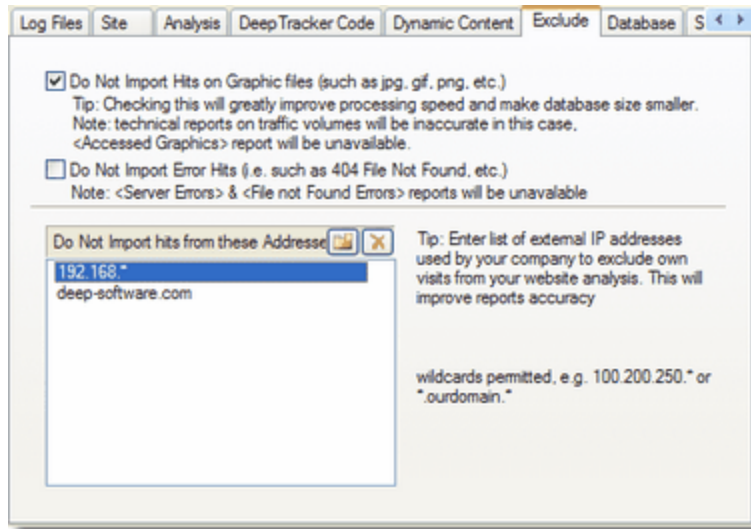 Log Files Site Analysis DeepTracker Code Dynamic Content Exclude Database S
Do Not Import Hits on Graphic files (such as jpg, gif, png, etc.)
Tip: Checking this will greatly improve processing speed and make database size smaller.
Note: technical reports on traffic volumes will be inaccurate in this case,
<Accessed Graphics> report will be unavailable.
Do Not Import Error Hits (i.e. such as 404 File Not Found, etc.)
Note: <Server Errors> & <File not Found Errors> reports will be unavalable
Do Not Import hits from these Addresse
192.168.*
deep-software.com
Tip: Enter list of external IP addresses
used by your company to exclude own
visits from your website analysis. This will
improve reports accuracy
wildcards permitted, e.g. 100.200.250.* or
*.ourdomain.*